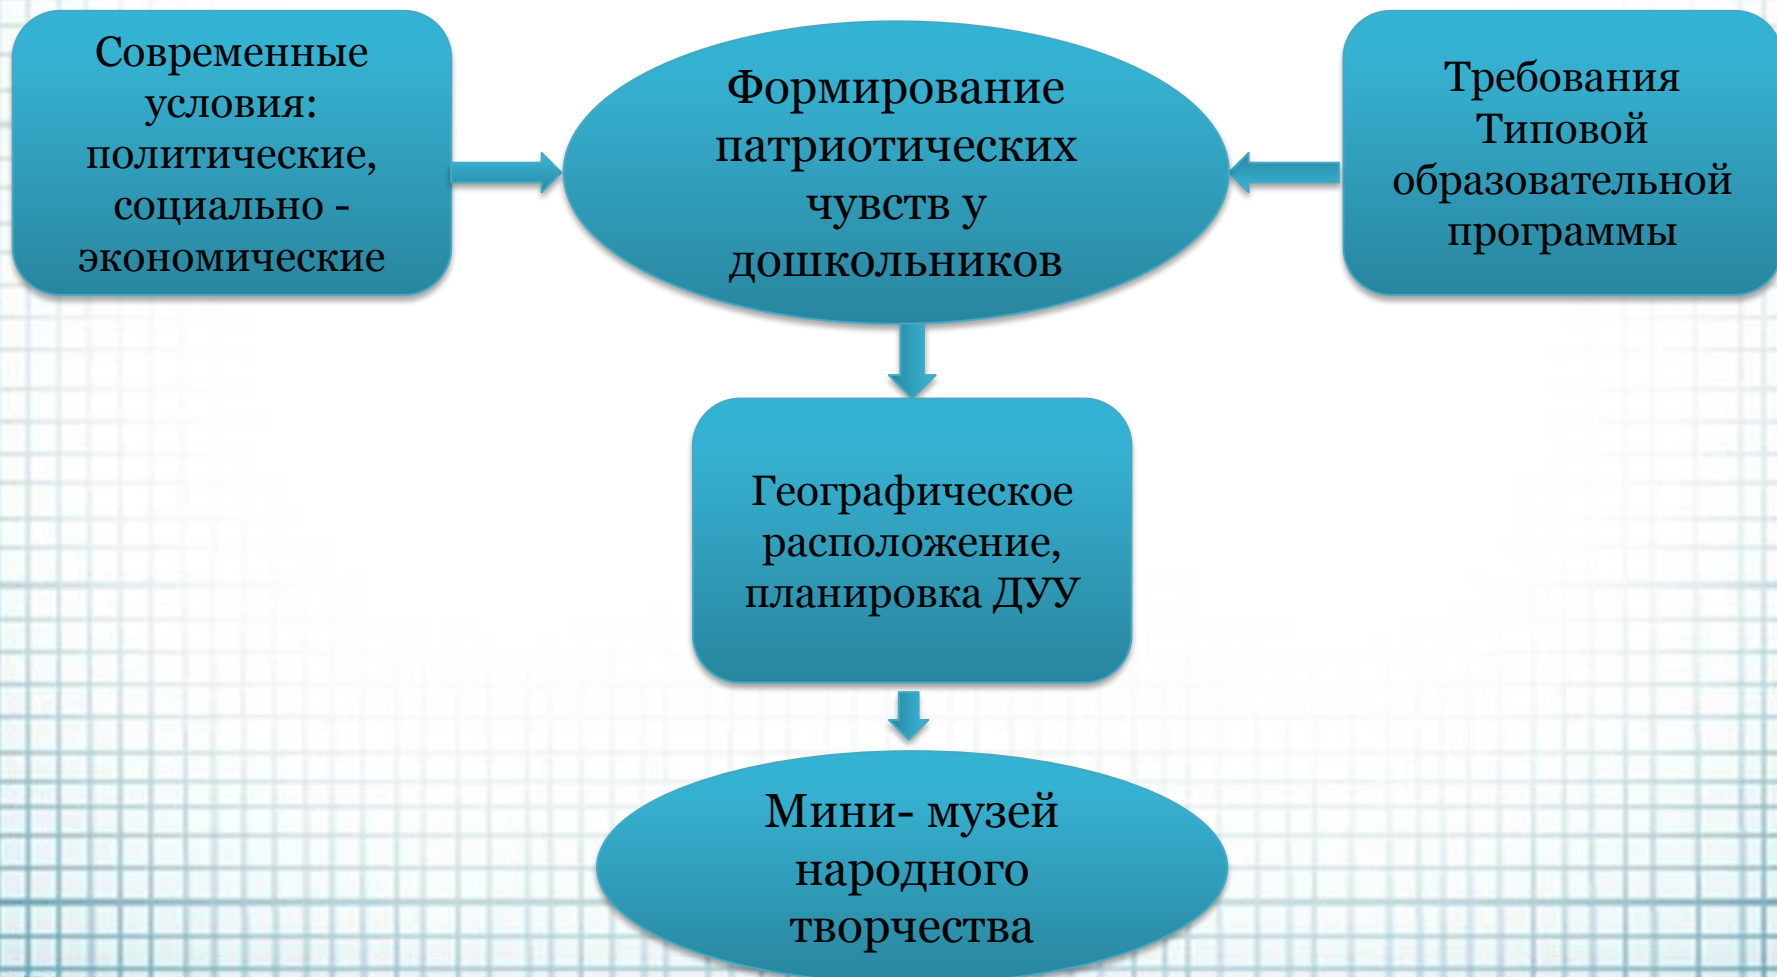 Современные
условия:
политические,
социально -
экономические
Формирование
патриотических
чувств у
дошкольников
Требования
Типовой
образовательной
программы
Географическое
расположение,
планировка ДУУ
Мини- музей
народного
творчества